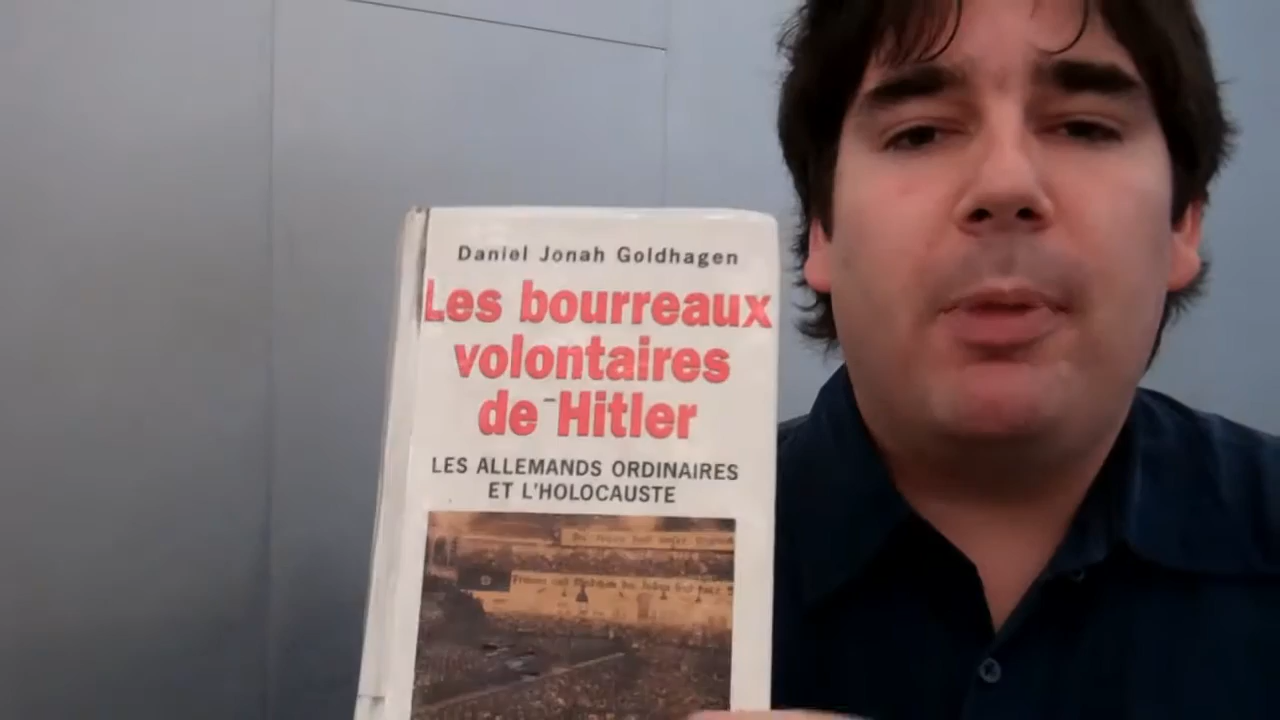 Daniel Jonah Goldhagen
Les bourreaux
volontaires
de Hitler
LES ALLEMANDS ORDINAIRES
ET L'HOLOCAUSTE